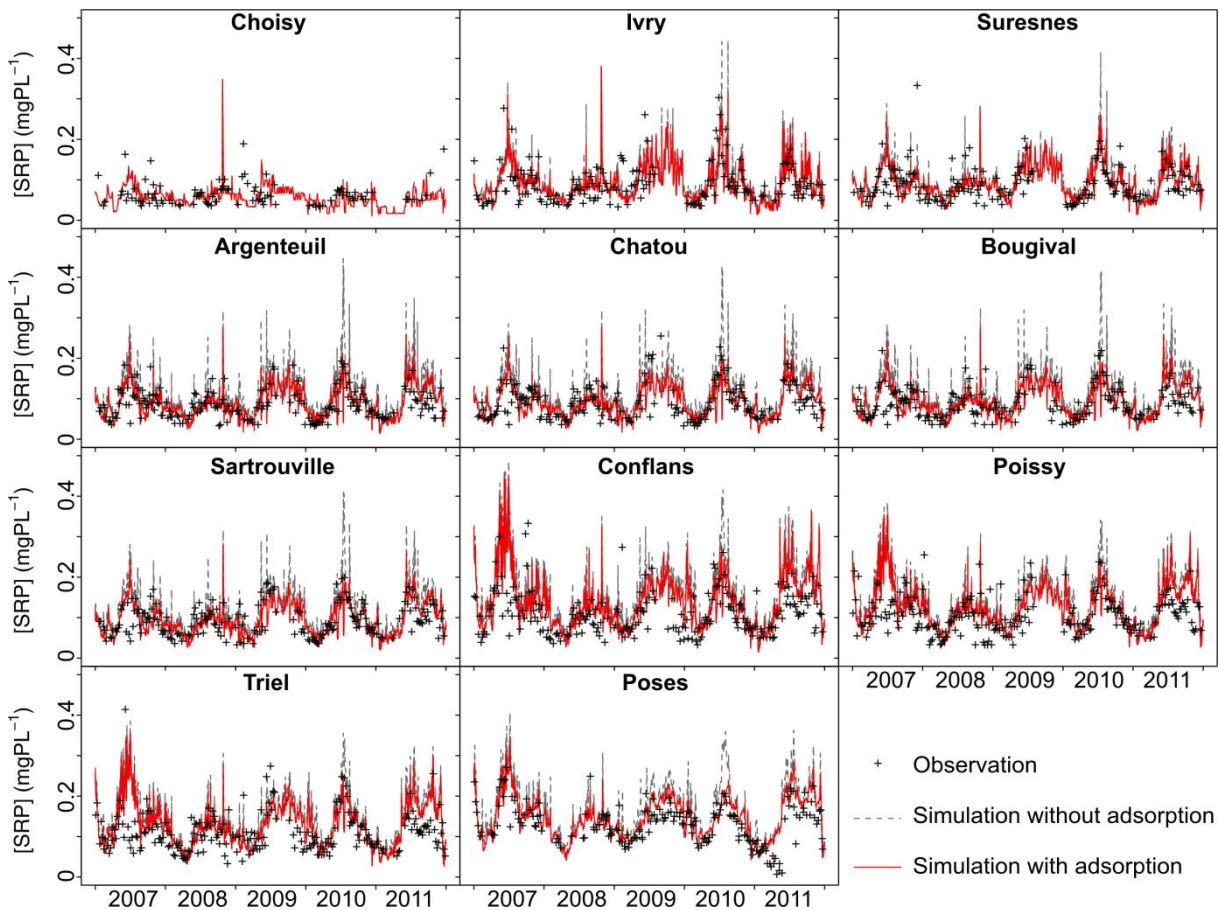 Choisy Ivry Suresnes
[SRP] (mgPL⁻¹)
0.4
0.2
0
Argenteuil Chatou Bougival
[SRP] (mgPL⁻¹)
0.4
0.2
0
Sartrouville Conflans Poissy
[SRP] (mgPL⁻¹)
0.4
0.2
0
2007 2008 2009 2010 2011
Triel Poses
[SRP] (mgPL⁻¹)
0.4
0.2
0
+ Observation
Simulation without adsorption
Simulation with adsorption
2007 2008 2009 2010 2011 2007 2008 2009 2010 2011